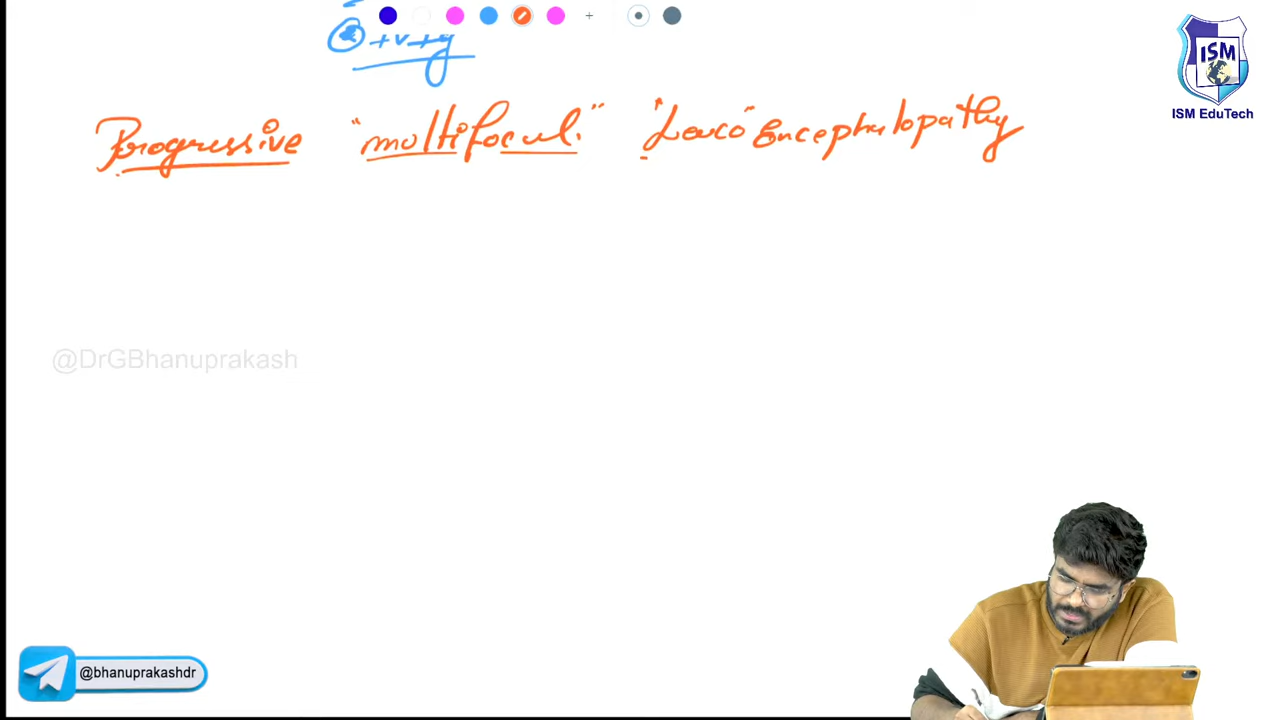 ISM
ISM EduTech
Progressive "multifocal" "Leuco" Encephalopathy
@DrGBhanuprakash
@bhanuprakashdr